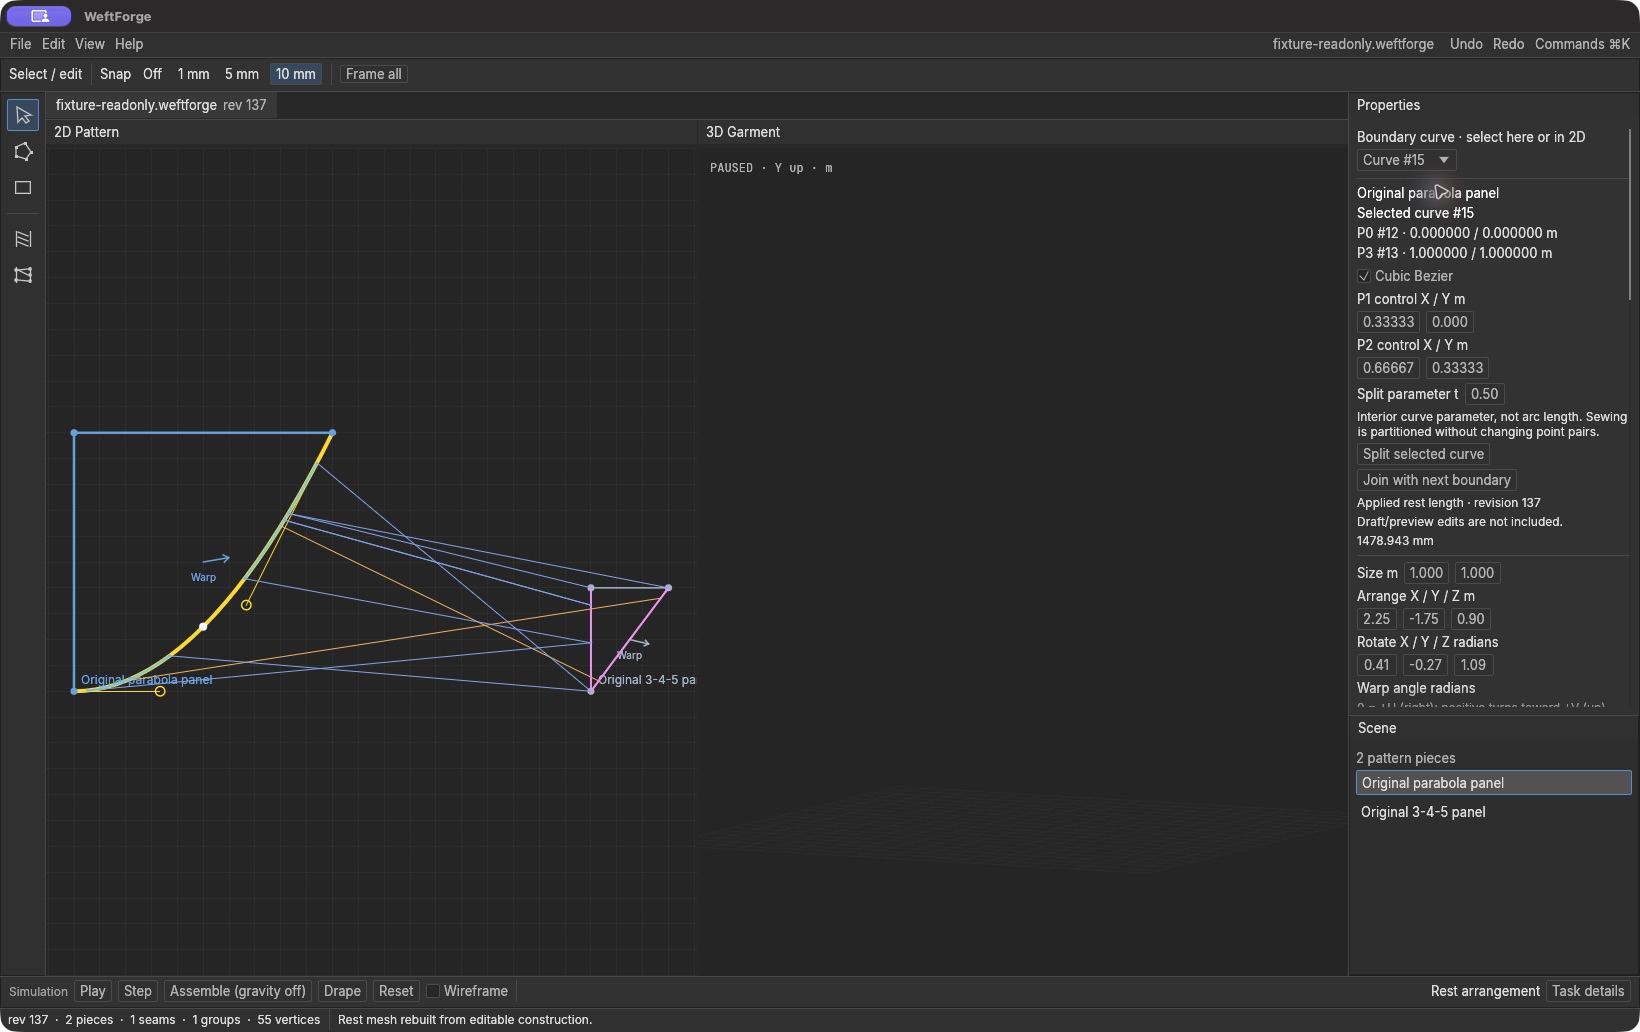 WeftForge
File Edit View Help
fixture-readonly.weftforge Undo Redo Commands ⌘K
Select / edit Snap Off 1 mm 5 mm 10 mm Frame all
fixture-readonly.weftforge rev 137
2D Pattern
Warp
Original parabola panel
Warp
Original 3-4-5 pa
3D Garment
PAUSED · Y up · m
Properties
Boundary curve · select here or in 2D
Curve #15
Original parabola panel
Selected curve #15
P0 #12 · 0.000000 / 0.000000 m
P3 #13 · 1.000000 / 1.000000 m
Cubic Bezier
P1 control X / Y m
0.33333 0.000
P2 control X / Y m
0.66667 0.33333
Split parameter t 0.50
Interior curve parameter, not arc length. Sewing
is partitioned without changing point pairs.
Split selected curve
Join with next boundary
Applied rest length · revision 137
Draft/preview edits are not included.
1478.943 mm
Size m 1.000 1.000
Arrange X / Y / Z m
2.25 -1.75 0.90
Rotate X / Y / Z radians
0.41 -0.27 1.09
Warp angle radians
0 = +U (right); positive turns toward +V (up)
Scene
2 pattern pieces
Original parabola panel
Original 3-4-5 panel
Simulation Play Step Assemble (gravity off) Drape Reset Wireframe
Rest arrangement Task details
rev 137 · 2 pieces · 1 seams · 1 groups · 55 vertices Rest mesh rebuilt from editable construction.